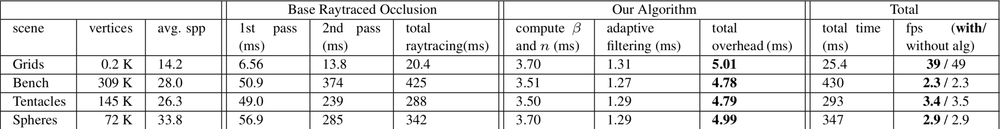 Base Raytraced Occlusion Our Algorithm Total
scene vertices avg. spp 1st pass 2nd pass total compute β adaptive total total time fps (with/
(ms) (ms) raytracing(ms) and n (ms) filtering (ms) overhead (ms) (ms) without alg)
Grids 0.2 K 14.2 6.56 13.8 20.4 3.70 1.31 5.01 25.4 39 / 49
Bench 309 K 28.0 50.9 374 425 3.51 1.27 4.78 430 2.3 / 2.3
Tentacles 145 K 26.3 49.0 239 288 3.50 1.29 4.79 293 3.4 / 3.5
Spheres 72 K 33.8 56.9 285 342 3.70 1.29 4.99 347 2.9 / 2.9